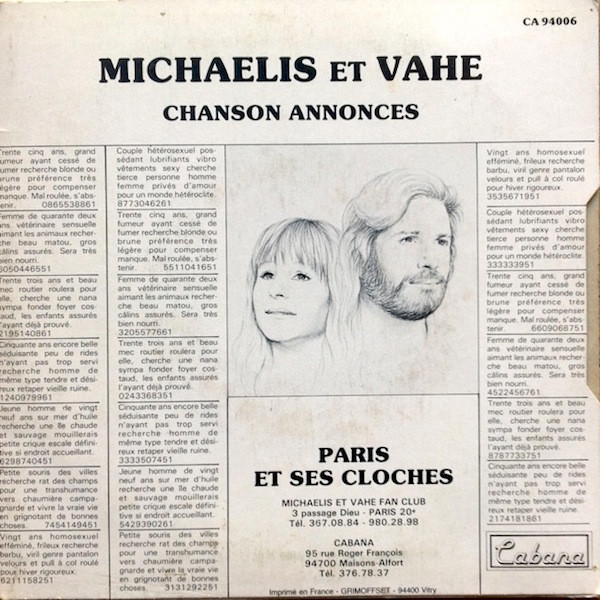 CA 94006
MICHAELIS ET VAHE
CHANSON ANNONCES
Trente cinq ans, grand
fumeur ayant cessé de
fumer recherche blonde ou
brune préférence très
légère pour compenser
manque. Mal roulée, s'abs-
tenir. 0865538861
Femme de quarante deux
ans vétérinaire sensuelle
aimant les animaux recher-
che beau matou, gros
câlins assurés. Sera très
bien nourri.
6050446551
Trente trois ans et beau
mec routier roulera pour
elle, cherche une nana
sympa fonder foyer cos-
taud, les enfants assurés
l'ayant déjà prouvé.
2195140861
Cinquante ans encore belle
séduisante peu de rides
n'ayant pas trop servi
recherche homme de
même type tendre et dési-
reux retaper vieille ruine.
1240979961
Jeune homme de vingt
neuf ans sur mer d'huile
recherche une île chaude
et sauvage mouillerais
petite crique escale défini-
tive si endroit accueillant.
6298740451
Petite souris des villes
recherche rat des champs
pour une transhumance
vers chaumière campa-
gnarde et vivre la vraie vie
en grignotant de bonnes
choses. 7454149451
Vingt ans homosexuel
efféminé, frileux recherche
barbu, viril genre pantalon
velours et pull à col roulé
pour hiver rigoureux.
6211158251
Couple hétérosexuel pos-
sédant lubrifiants vibro
vêtements sexy cherche
tierce personne homme
femme privés d'amour
pour un monde hétéroclite.
8773046261
Trente cinq ans, grand
fumeur ayant cessé de
fumer recherche blonde ou
brune préférence très
légère pour compenser
manque. Mal roulée, s'abs-
tenir. 5511041651
Femme de quarante deux
ans vétérinaire sensuelle
aimant les animaux recher-
che beau matou, gros
câlins assurés. Sera très
bien nourri.
3205577661
Trente trois ans et beau
mec routier roulera pour
elle, cherche une nana
sympa fonder foyer cos-
taud, les enfants assurés
l'ayant déjà prouvé.
0243368351
Cinquante ans encore belle
séduisante peu de rides
n'ayant pas trop servi
recherche homme de
même type tendre et dési-
reux retaper vieille ruine.
3333507451
Jeune homme de vingt
neuf ans sur mer d'huile
recherche une île chaude
et sauvage mouillerais
petite crique escale défini-
tive si endroit accueillant.
5429390261
Petite souris des villes
recherche rat des champs
pour une transhumance
vers chaumière campa-
gnarde et vivre la vraie vie
en grignotant de bonnes
choses. 3131292251
PARIS
ET SES CLOCHES
MICHAELIS ET VAHE FAN CLUB
3 passage Dieu - PARIS 20e
Tél. 367.08.84 - 980.28.98
CABANA
95 rue Roger François
94700 Maisons-Alfort
Tél. 376.78.37
Imprimé en France - GRIMOFFSET - 94400 Vitry
Vingt ans homosexuel
efféminé, frileux recherche
barbu, viril genre pantalon
velours et pull à col roulé
pour hiver rigoureux.
3535671951
Couple hétérosexuel pos-
sédant lubrifiants vibro
vêtements sexy cherche
tierce personne homme
femme privés d'amour
pour un monde hétéroclite.
333333951
Trente cinq ans, grand
fumeur ayant cessé de
fumer recherche blonde ou
brune préférence très
légère pour compenser
manque. Mal roulée, s'abs-
tenir. 6609068751
Femme de quarante deux
ans vétérinaire sensuelle
aimant les animaux recher-
che beau matou, gros
câlins assurés. Sera très
bien nourri.
4522456761
Trente trois ans et beau
mec routier roulera pour
elle, cherche une nana
sympa fonder foyer cos-
taud, les enfants assurés
l'ayant déjà prouvé.
8787733751
Cinquante ans encore belle
séduisante peu de rides
n'ayant pas trop servi
recherche homme de
même type tendre et dési-
reux retaper vieille ruine.
2174181861
Cabana